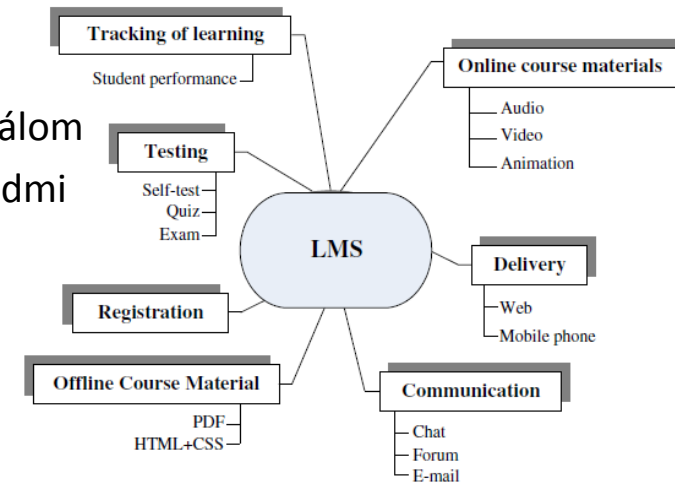 Tracking of learning
Student performance
Online course materials
Audio
Video
Animation
álom
dmi
Testing
Self-test
Quiz
Exam
LMS
Delivery
Web
Mobile phone
Registration
Offline Course Material
PDF
HTML+CSS
Communication
Chat
Forum
E-mail